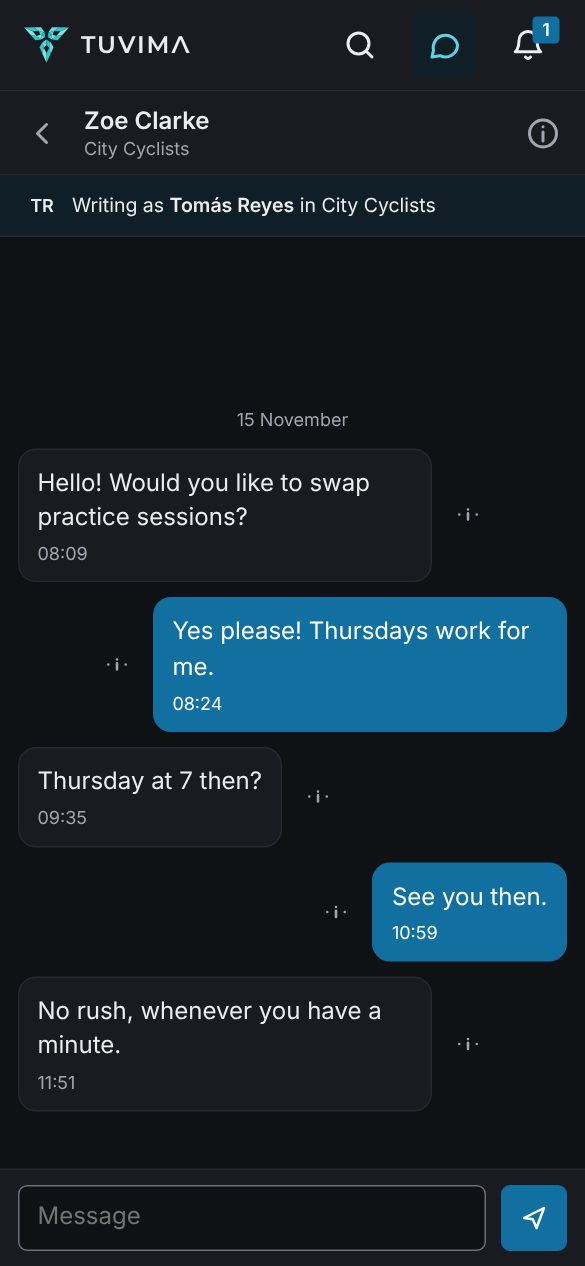 TUVIMA
1
Zoe Clarke
City Cyclists
TR Writing as Tomás Reyes in City Cyclists
15 November
Hello! Would you like to swap
practice sessions?
08:09
Yes please! Thursdays work for
me.
08:24
Thursday at 7 then?
09:35
See you then.
10:59
No rush, whenever you have a
minute.
11:51
Message